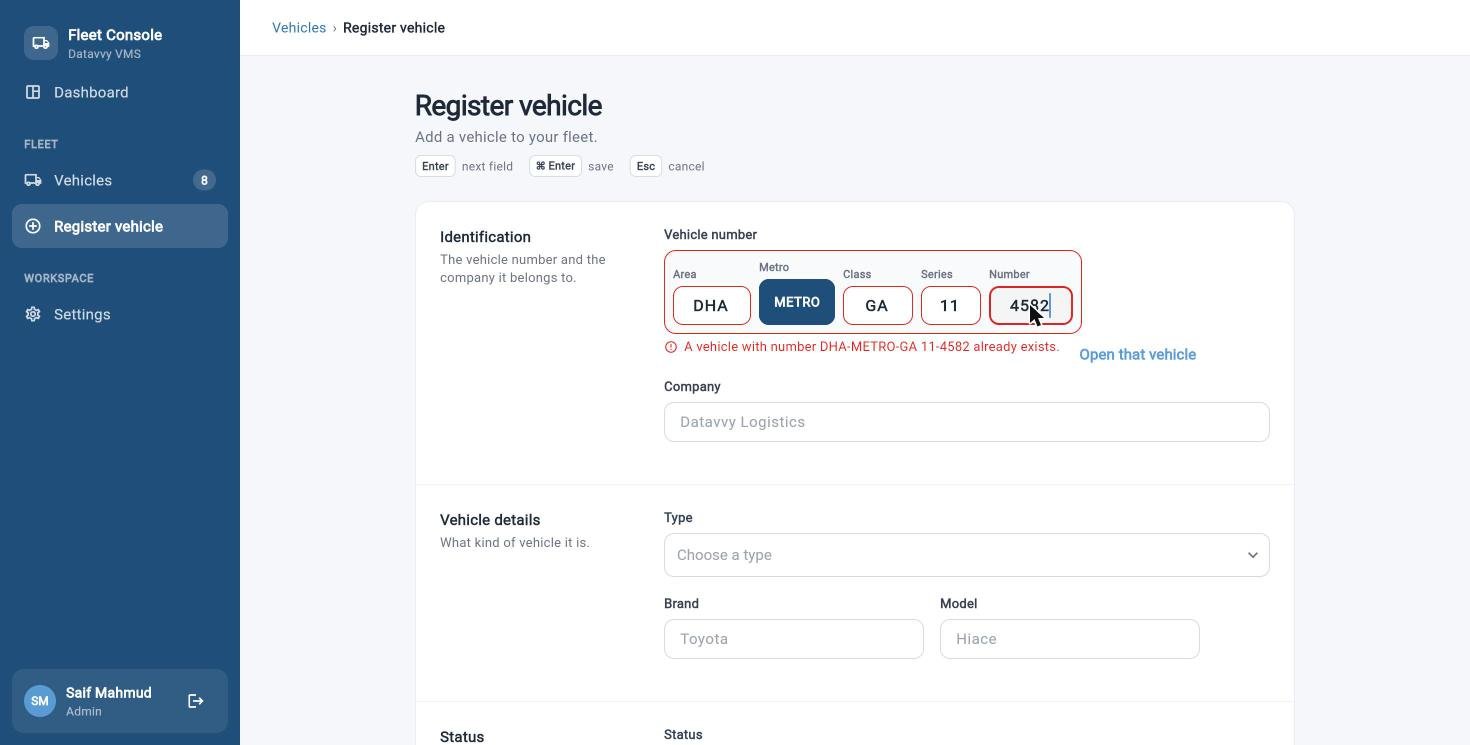 Fleet Console
Datavvy VMS
Dashboard
FLEET
Vehicles 8
Register vehicle
WORKSPACE
Settings
SM Saif Mahmud
Admin
Vehicles › Register vehicle
Register vehicle
Add a vehicle to your fleet.
Enter next field ⌘ Enter save Esc cancel
Identification
The vehicle number and the
company it belongs to.
Vehicle number
Area Metro Class Series Number
DHA METRO GA 11 4582
A vehicle with number DHA-METRO-GA 11-4582 already exists.
Open that vehicle
Company
Datavvy Logistics
Vehicle details
What kind of vehicle it is.
Type
Choose a type
Brand Model
Toyota Hiace
Status
Status